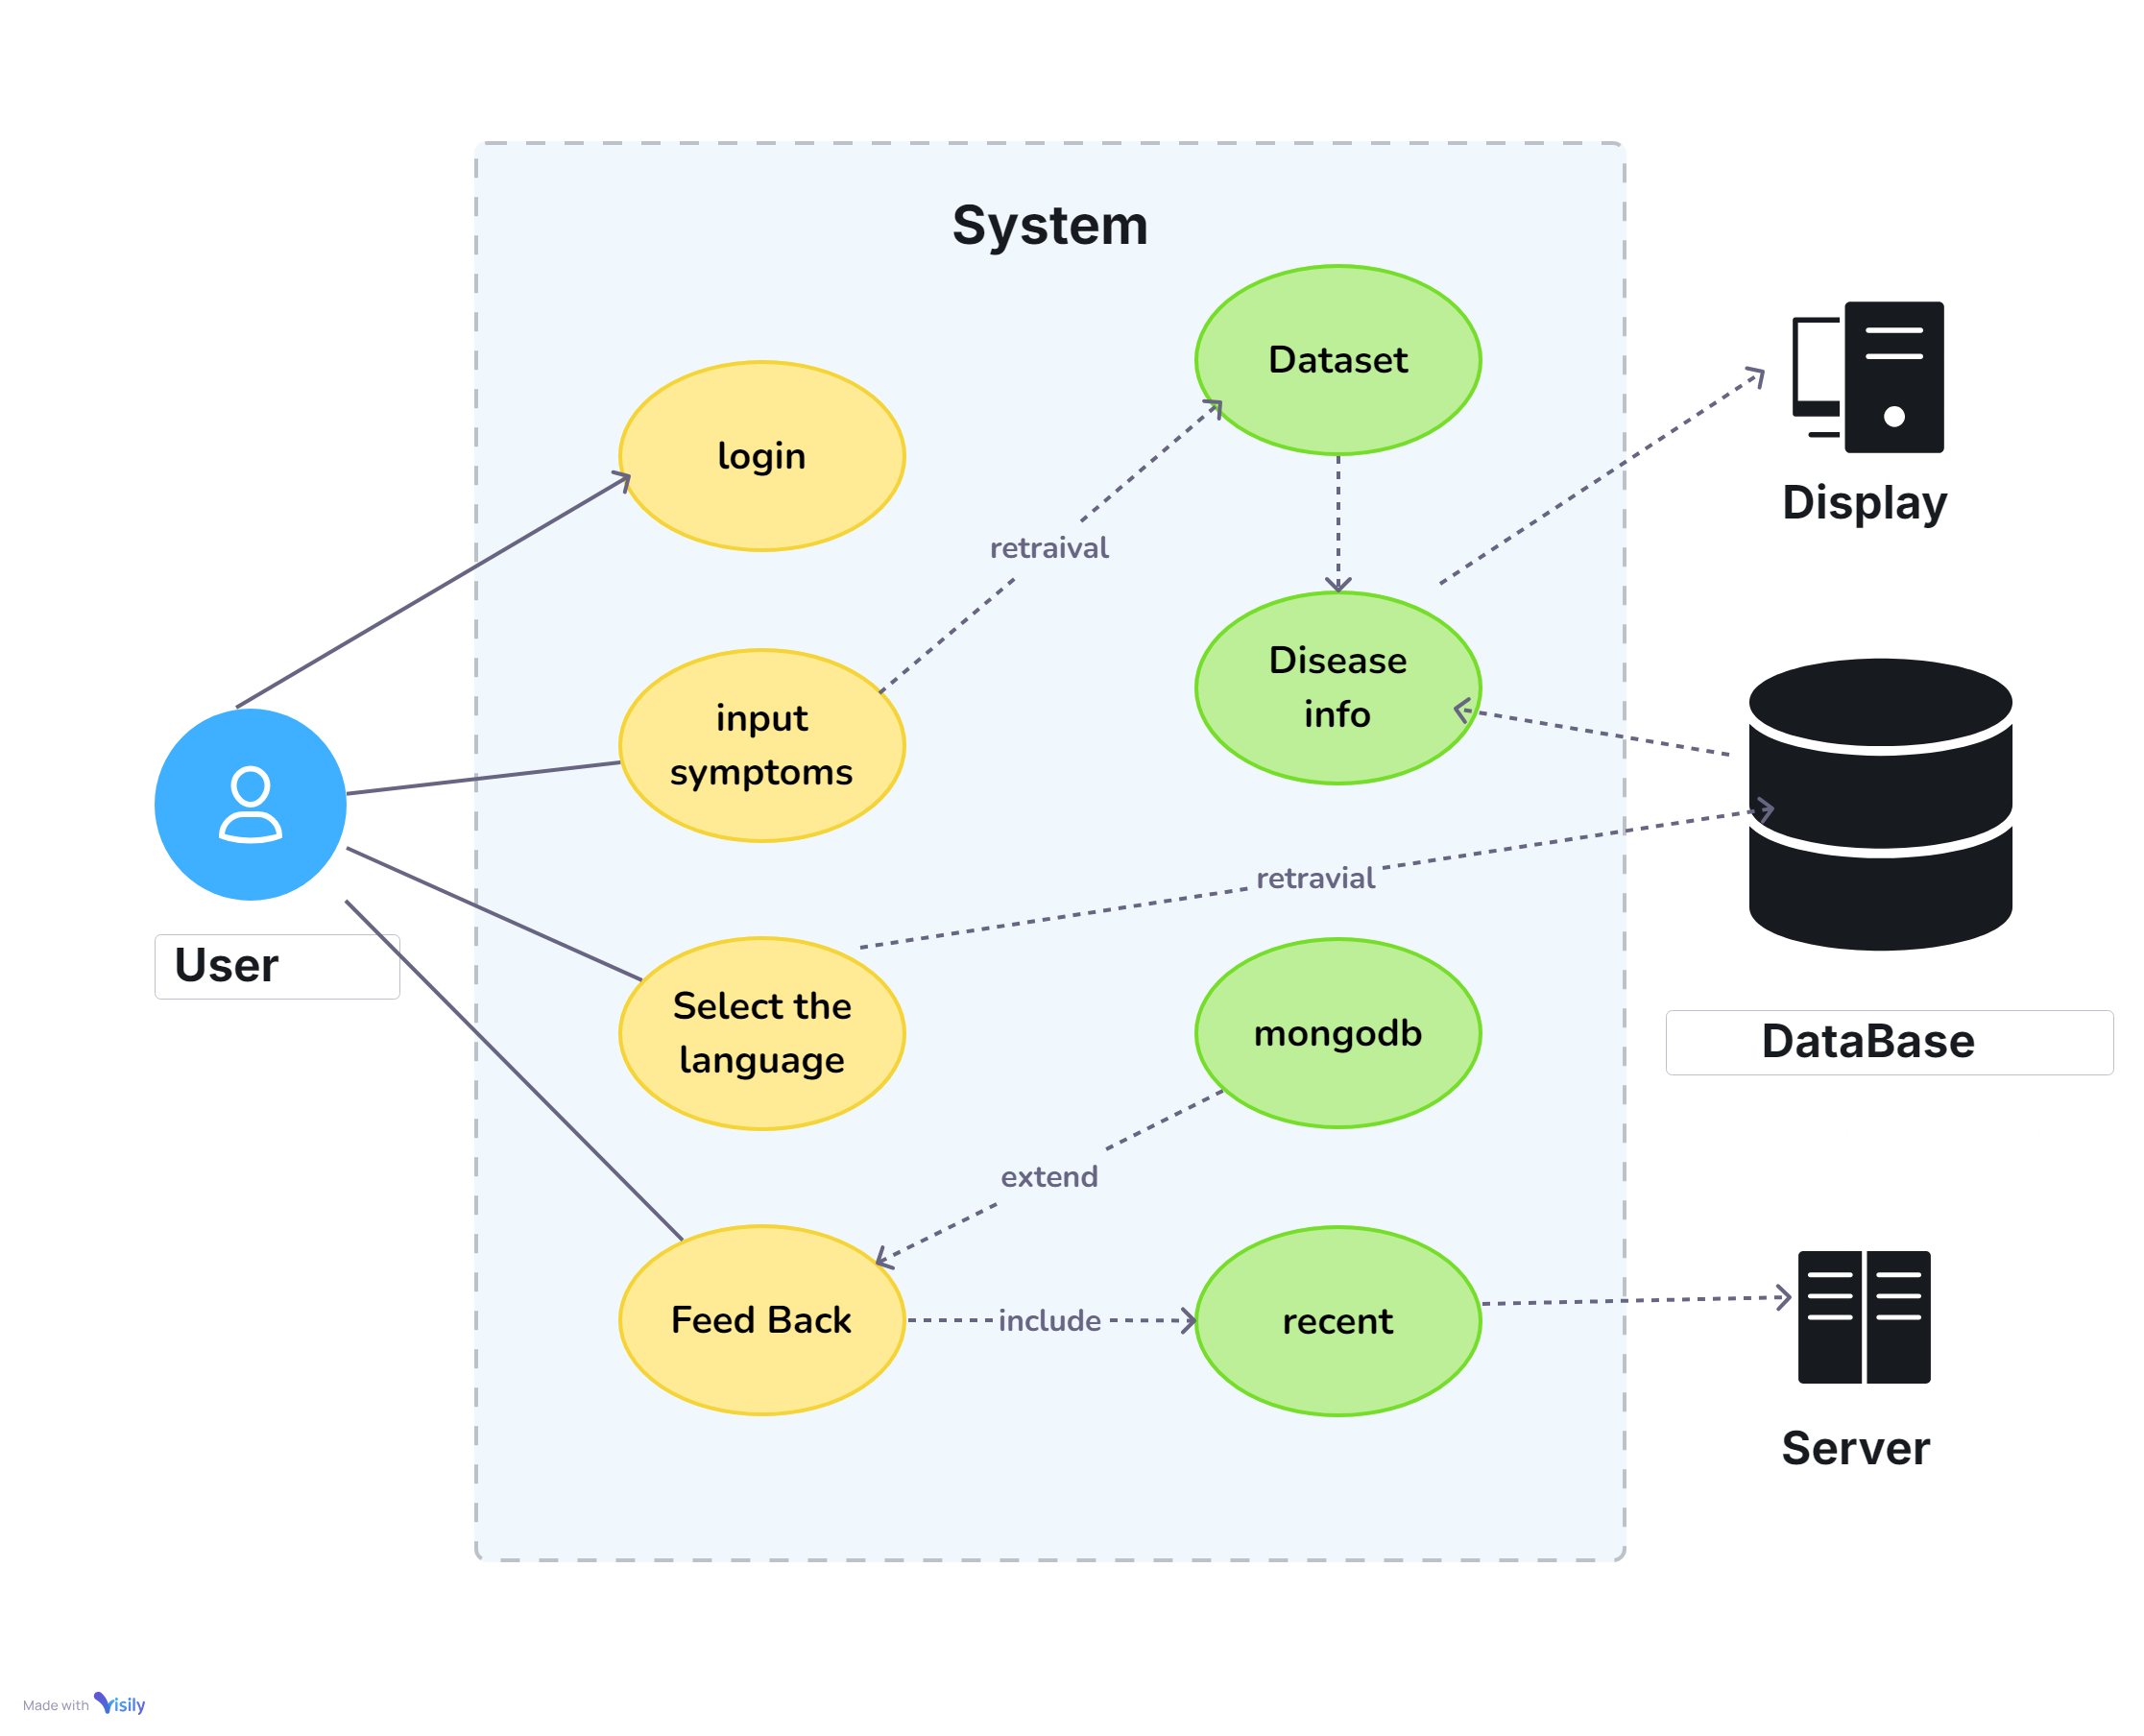 System
Dataset
login
Display
retraival
Disease
info
input
symptoms
retravial
User
Select the
language
mongodb
DataBase
extend
Feed Back
include
recent
Server
Made with Visily